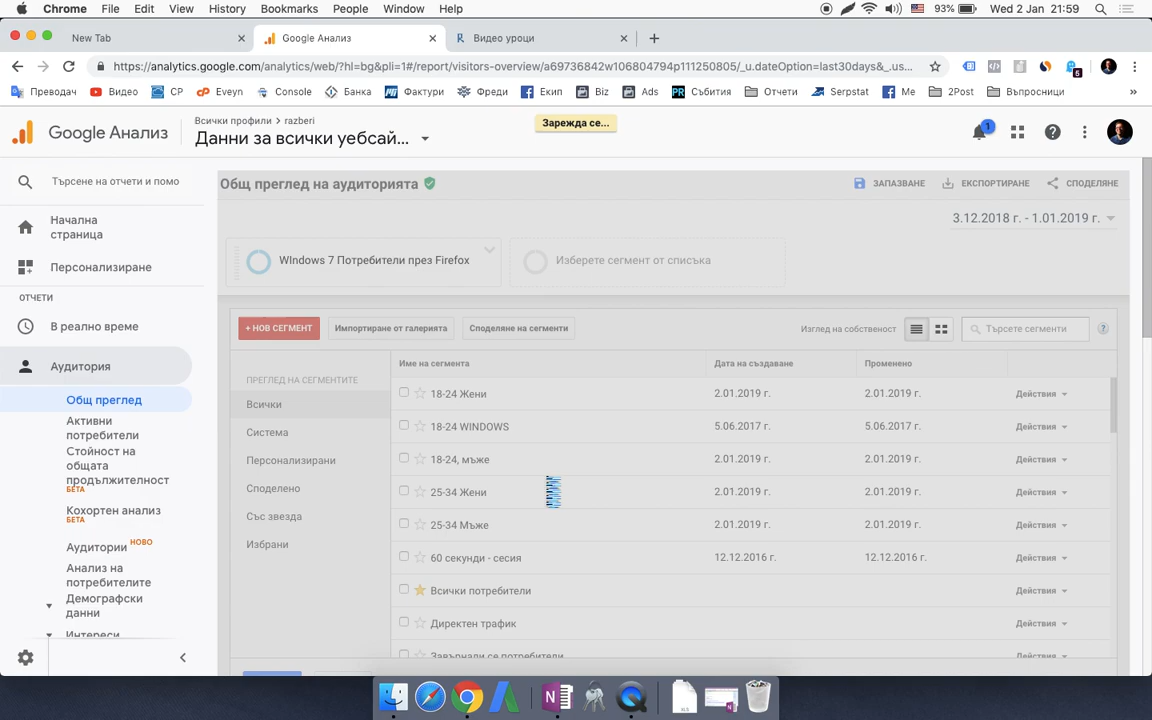 Chrome File Edit View History Bookmarks People Window Help 93% Wed 2 Jan 21:59
New Tab Google Анализ Видео уроци
https://analytics.google.com/analytics/web/?hl=bg&pli=1#/report/visitors-overview/a69736842w106804794p111250805/_u.dateOption=last30days&_.us... 5
Преводач Видео СР Eveyn Console Банка Фактури Фреди Екип Biz Ads Събития Отчети Serpstat Me 2Post Въпросници »
Google Анализ
Всички профили > razberi
Данни за всички уебсай...
Зарежда се...
1
Търсене на отчети и помо
Начална страница
Персонализиране
ОТЧЕТИ
В реално време
Аудитория
Общ преглед
Активни
потребители
Стойност на
общата
продължителност
БЕТА
Кохортен анализ
БЕТА
Аудитории НОВО
Анализ на
потребителите
Демографски
данни
Интереси
Общ преглед на аудиторията
ЗАПАЗВАНЕ ЕКСПОРТИРАНЕ СПОДЕЛЯНЕ
3.12.2018 г. - 1.01.2019 г.
WIndows 7 Потребители през Firefox
Изберете сегмент от списъка
+ НОВ СЕГМЕНТ Импортиране от галерията Споделяне на сегменти Изглед на собственост Търсете сегменти ?
ПРЕГЛЕД НА СЕГМЕНТИТЕ
Всички
Система
Персонализирани
Споделено
Със звезда
Избрани
Име на сегмента Дата на създаване Променено
18-24 Жени 2.01.2019 г. 2.01.2019 г. Действия
18-24 WINDOWS 5.06.2017 г. 5.06.2017 г. Действия
18-24, мъже 2.01.2019 г. 2.01.2019 г. Действия
25-34 Жени 2.01.2019 г. 2.01.2019 г. Действия
25-34 Мъже 2.01.2019 г. 2.01.2019 г. Действия
60 секунди - сесия 12.12.2016 г. 12.12.2016 г. Действия
Всички потребители Действия
Директен трафик Действия
Завърнали се потребители Действия